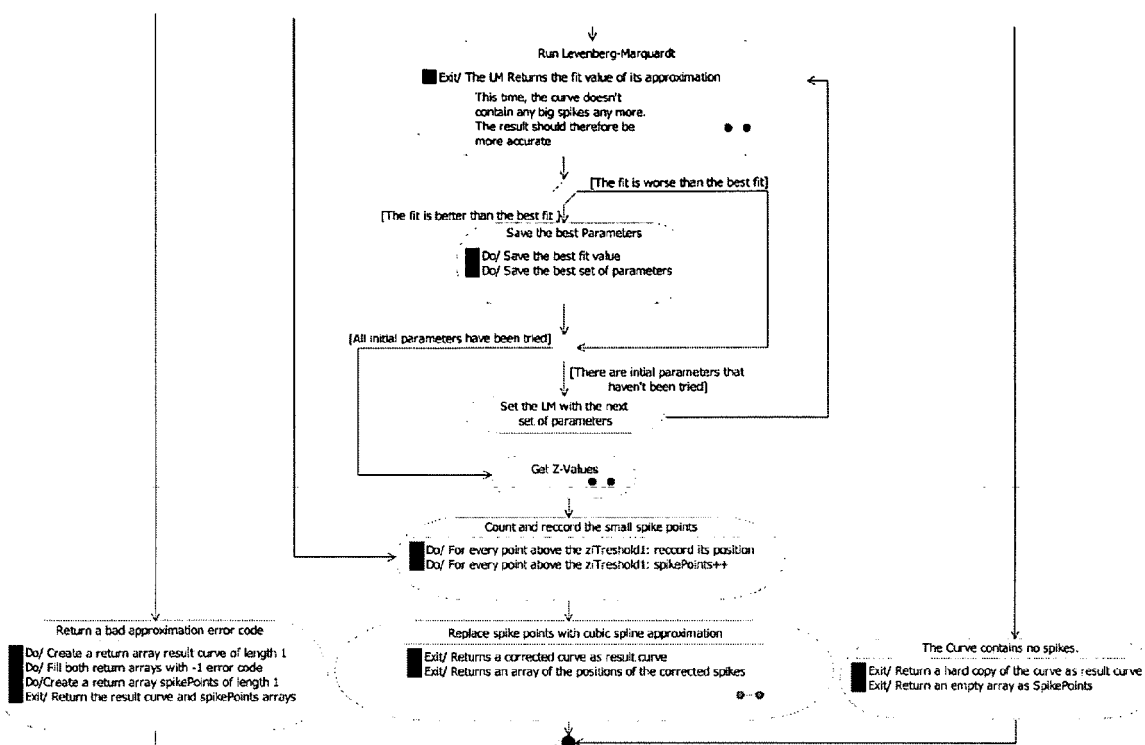 Run Levenberg-Marquardt
Exit/ The LM Returns the fit value of its approximation
This time, the curve doesn't
contain any big spikes any more.
The result should therefore be
more accurate
[The fit is worse than the best fit]
[The fit is better than the best fit ]
Save the best Parameters
Do/ Save the best fit value
Do/ Save the best set of parameters
[All initial parameters have been tried]
[There are intial parameters that
haven't been tried]
Set the LM with the next
set of parameters
Get Z-Values
Count and reccord the small spike points
Do/ For every point above the ziTreshold1: reccord its position
Do/ For every point above the ziTreshold1: spikePoints++
Return a bad approximation error code
Do/ Create a return array result curve of length 1
Do/ Fill both return arrays with -1 error code
Do/Create a return array spikePoints of length 1
Exit/ Return the result curve and spikePoints arrays
Replace spike points with cubic spline approximation
Exit/ Returns a corrected curve as result curve
Exit/ Returns an array of the positions of the corrected spikes
The Curve contains no spikes.
Exit/ Return a hard copy of the curve as result curve
Exit/ Return an empty array as SpikePoints